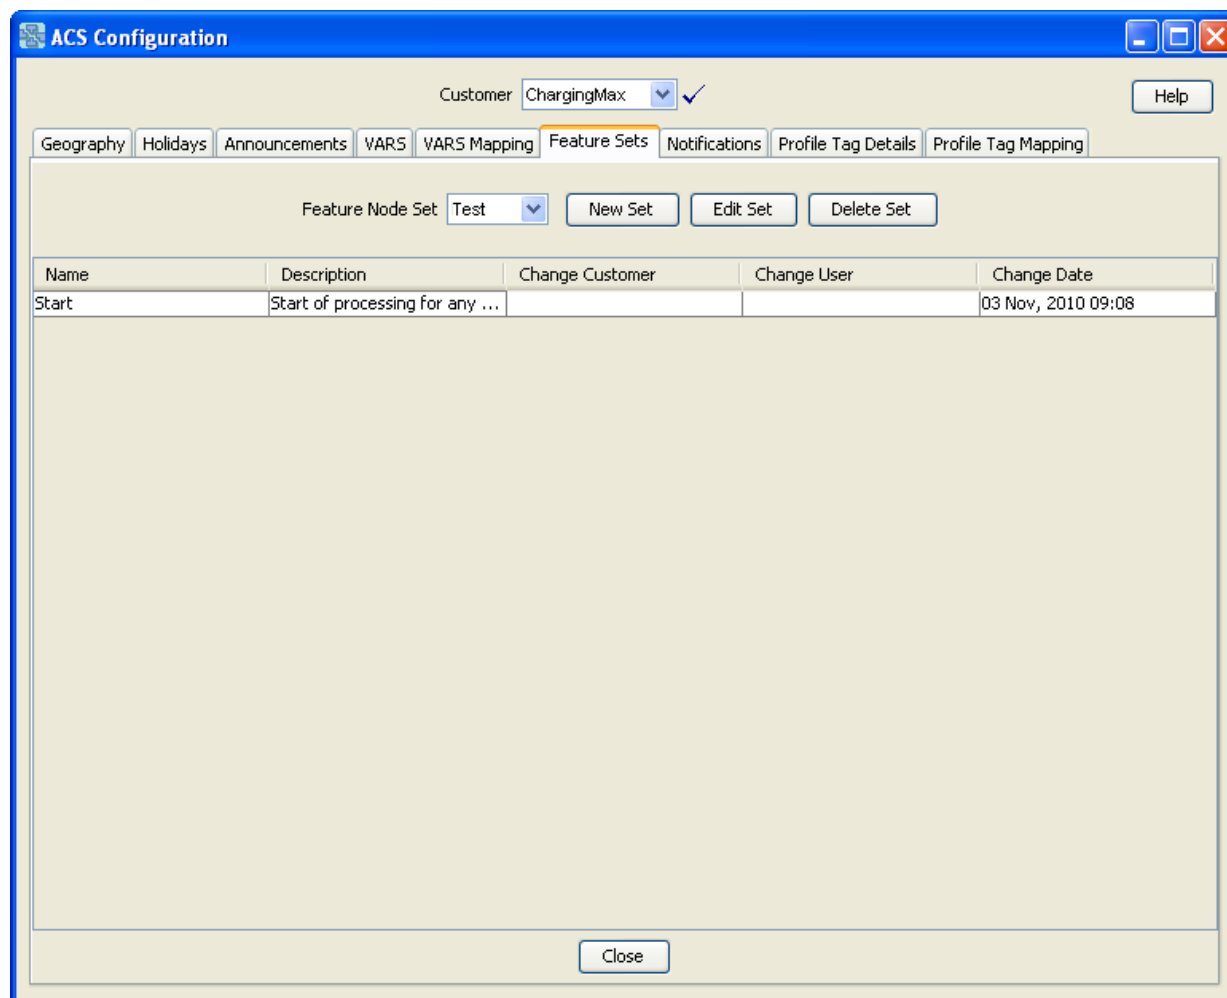 ACS Configuration
Customer ChargingMax Help
Geography Holidays Announcements VARS VARS Mapping Feature Sets Notifications Profile Tag Details Profile Tag Mapping
Feature Node Set Test New Set Edit Set Delete Set
Name Description Change Customer Change User Change Date
Start Start of processing for any ... 03 Nov, 2010 09:08
Close